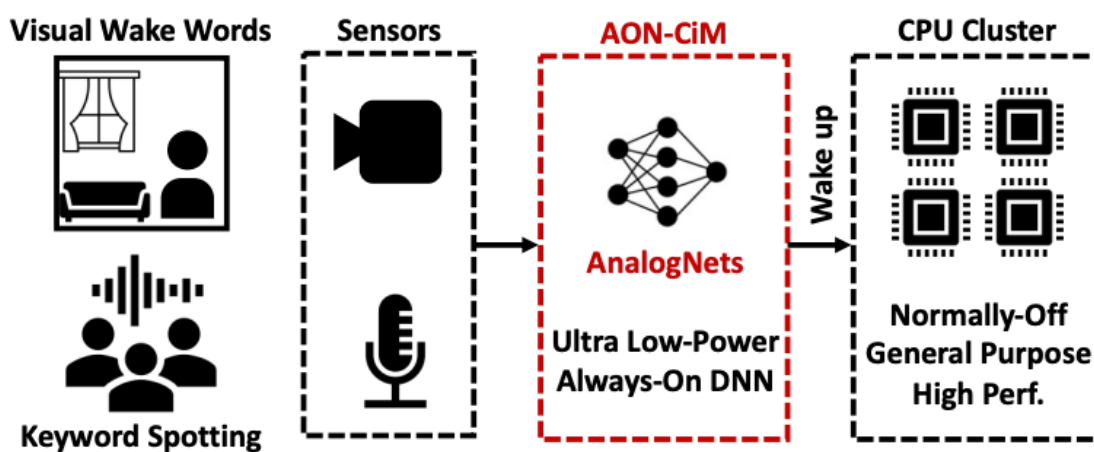 Visual Wake Words
Keyword Spotting
Sensors
AON-CiM
AnalogNets
Ultra Low-Power
Always-On DNN
Wake up
CPU Cluster
Normally-Off
General Purpose
High Perf.